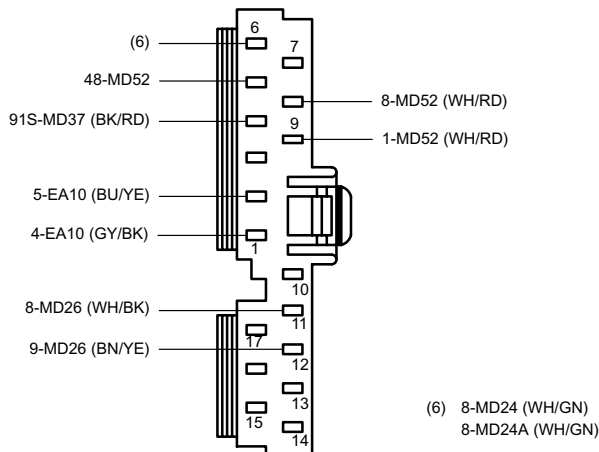 6
(6)
7
48-MD52
8-MD52 (WH/RD)
91S-MD37 (BK/RD)
9
1-MD52 (WH/RD)
5-EA10 (BU/YE)
4-EA10 (GY/BK)
1
10
8-MD26 (WH/BK)
11
17
9-MD26 (BN/YE)
12
13
15
14
(6) 8-MD24 (WH/GN)
8-MD24A (WH/GN)